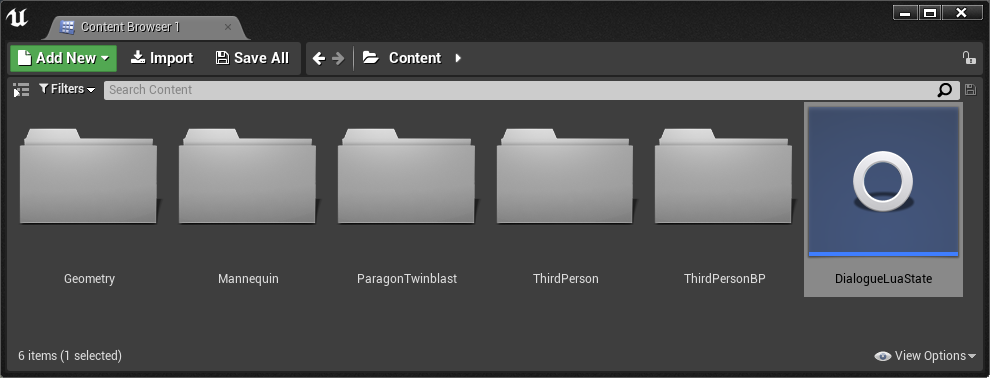 Content Browser 1
Add New Import Save All Content
Filters Search Content
Geometry Mannequin ParagonTwinblast ThirdPerson ThirdPersonBP DialogueLuaState
6 items (1 selected) View Options